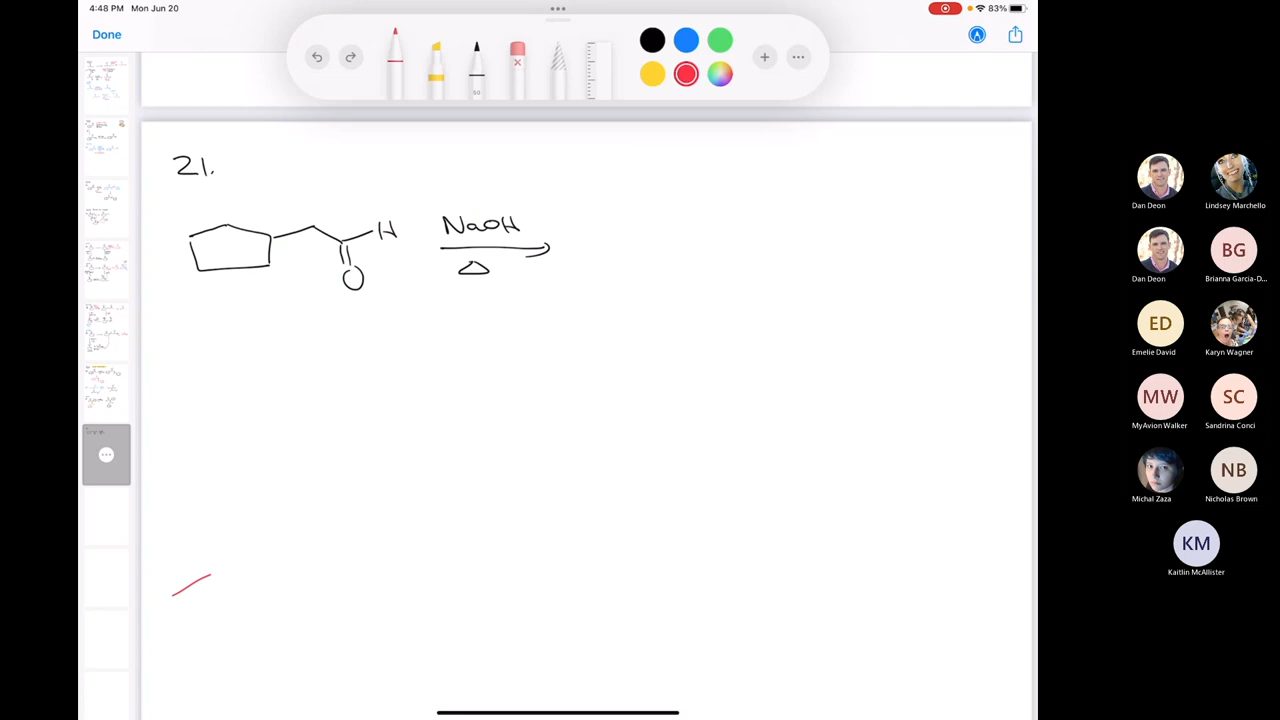 4:48 PM Mon Jun 20
83%
Done
50
21.
H
O
NaOH
△
Dan Deon
Lindsey Marchello
Dan Deon
BG
Brianna Garcia-D...
ED
Emelie David
Karyn Wagner
MW
MyAvion Walker
SC
Sandrina Conci
Michal Zaza
NB
Nicholas Brown
KM
Kaitlin McAllister